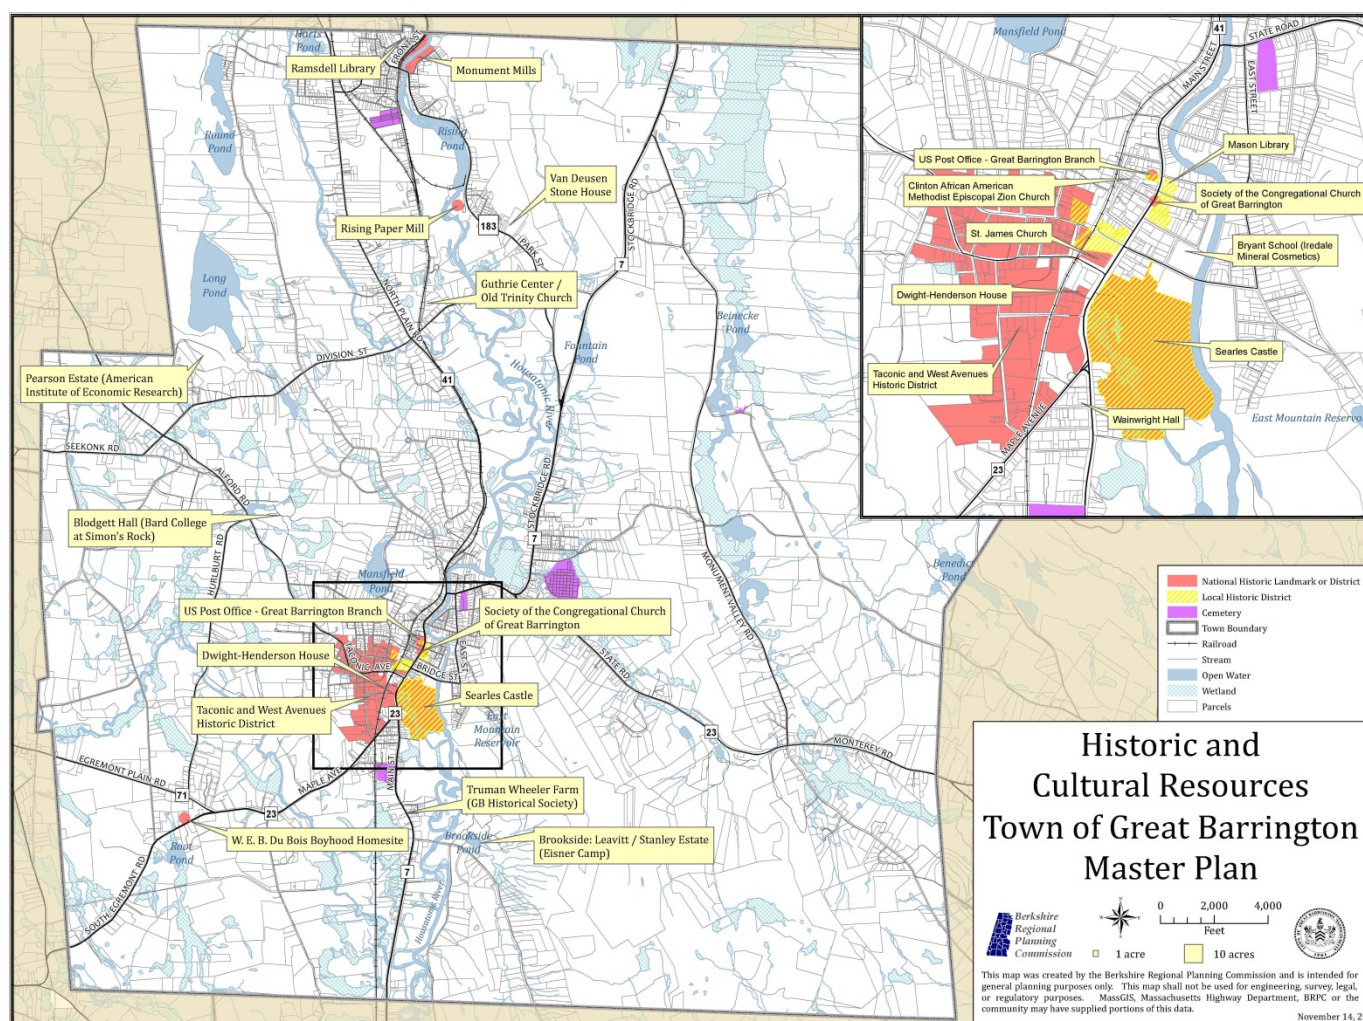 Harts
Pond
FRONT ST
Ramsdell Library
Monument Mills
Round
Pond
Rising
Pond
Van Deusen
Stone House
Rising Paper Mill
183
PARK ST
STOCKBRIDGE RD
7
Long
Pond
Guthrie Center /
Old Trinity Church
NORTH PLAIN RD
Beinecke
Pond
Fountain
Pond
Housatonic River
DIVISION ST
Pearson Estate (American
Institute of Economic Research)
41
SEEKONK RD
ALFORD RD
STOCKBRIDGE RD
7
Blodgett Hall (Bard College
at Simon's Rock)
HURLBURT RD
MONUMENT VALLEY RD
Benedict
Pond
Mansfield
Pond
US Post Office - Great Barrington Branch
Society of the Congregational Church
of Great Barrington
Dwight-Henderson House
TACONIC AVE
BRIDGE ST
EAST ST
STATE RD
Searles Castle
Taconic and West Avenues
Historic District
23
East
Mountain
Reservoir
23
MONTEREY RD
EGREMONT PLAIN RD
71
MAPLE AVE
23
MAIN ST
Truman Wheeler Farm
(GB Historical Society)
W. E. B. Du Bois Boyhood Homesite
Root
Pond
Brookside
Pond
Brookside: Leavitt / Stanley Estate
(Eisner Camp)
7
SOUTH EGREMONT RD
Housatonic River
Mansfield Pond
41
STATE ROAD
MAIN STREET
EAST STREET
Mason Library
US Post Office - Great Barrington Branch
Clinton African American
Methodist Episcopal Zion Church
Society of the Congregational Church
of Great Barrington
St. James Church
Bryant School (Iredale
Mineral Cosmetics)
Dwight-Henderson House
Searles Castle
Taconic and West Avenues
Historic District
Wainwright Hall
East Mountain Reservoir
MAPLE AVENUE
23
National Historic Landmark or District
Local Historic District
Cemetery
Town Boundary
Railroad
Stream
Open Water
Wetland
Parcels
Historic and
Cultural Resources
Town of Great Barrington
Master Plan
Berkshire
Regional
Planning
Commission
N
W E
S
0 2,000 4,000
Feet
1 acre
10 acres
This map was created by the Berkshire Regional Planning Commission and is intended for
general planning purposes only. This map shall not be used for engineering, survey, legal,
or regulatory purposes. MassGIS, Massachusetts Highway Department, BRPC or the
community may have supplied portions of this data.
November 14, 20